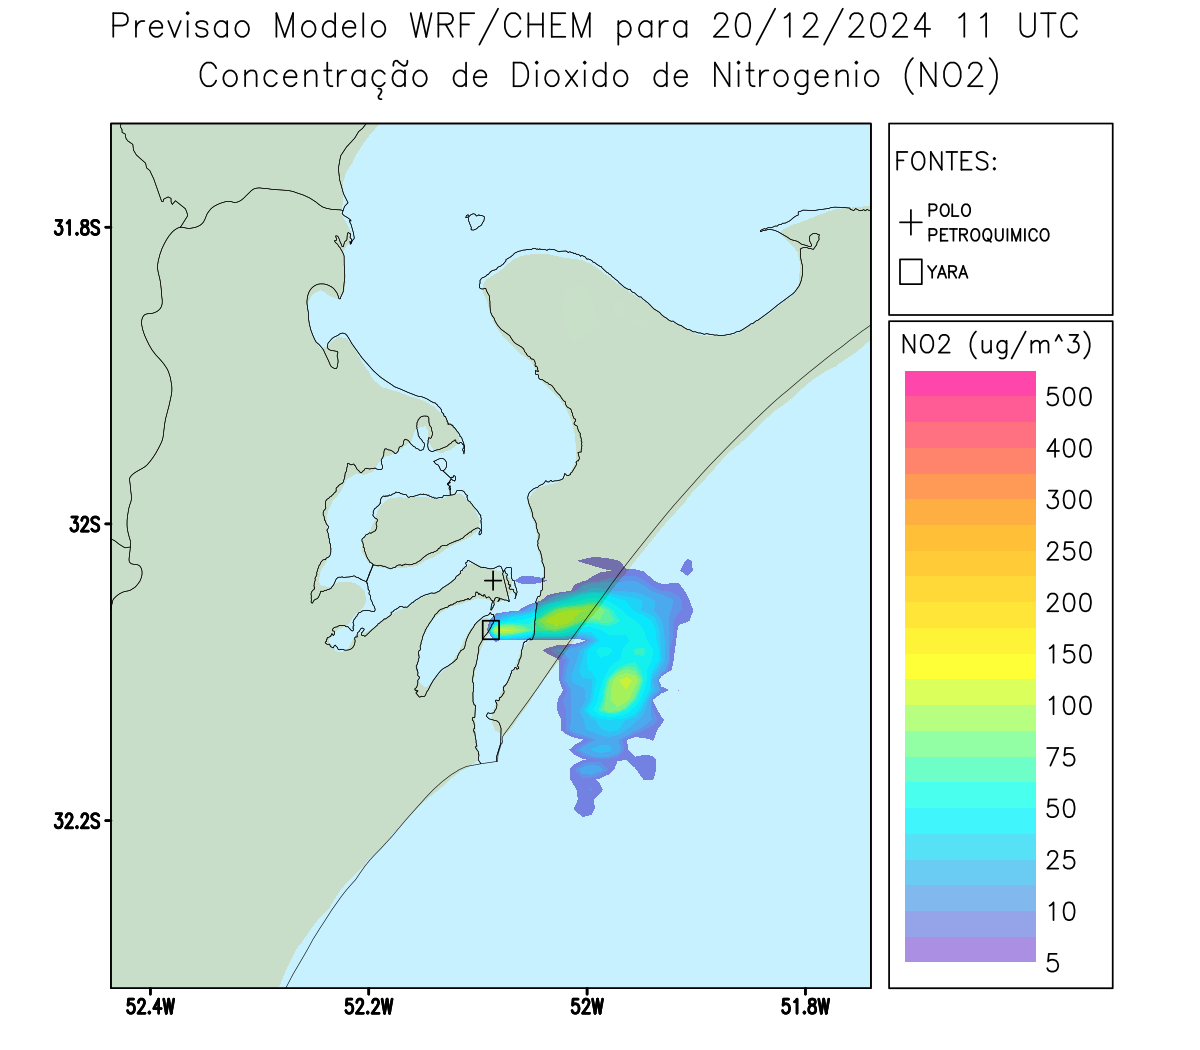 Previsao Modelo WRF/CHEM para 20/12/2024 11 UTC
Concentração de Dioxido de Nitrogenio (NO2)
FONTES:
POLO
PETROQUIMICO
YARA
NO2 (ug/m^3)
500
400
300
250
200
150
100
75
50
25
10
5
31.8S
32S
32.2S
52.4W
52.2W
52W
51.8W